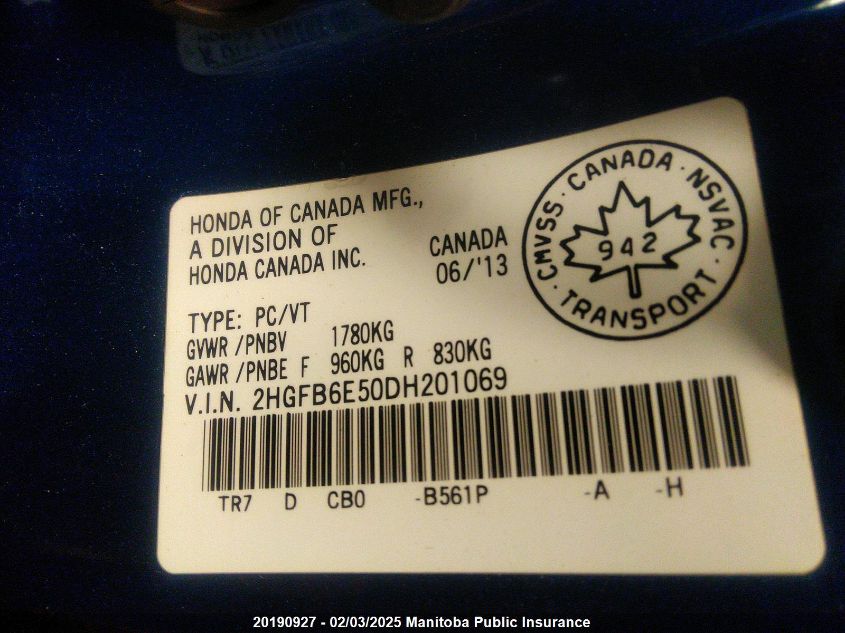 HONDA OF CANADA MFG.,
A DIVISION OF
HONDA CANADA INC.
CANADA
06/'13
CMVSS · CANADA · NSVAC
942
· TRANSPORT ·
TYPE: PC/VT
GVWR /PNBV 1780KG
GAWR /PNBE F 960KG R 830KG
V.I.N. 2HGFB6E50DH201069
TR7 D CB0 -B561P -A -H
20190927 - 02/03/2025 Manitoba Public Insurance